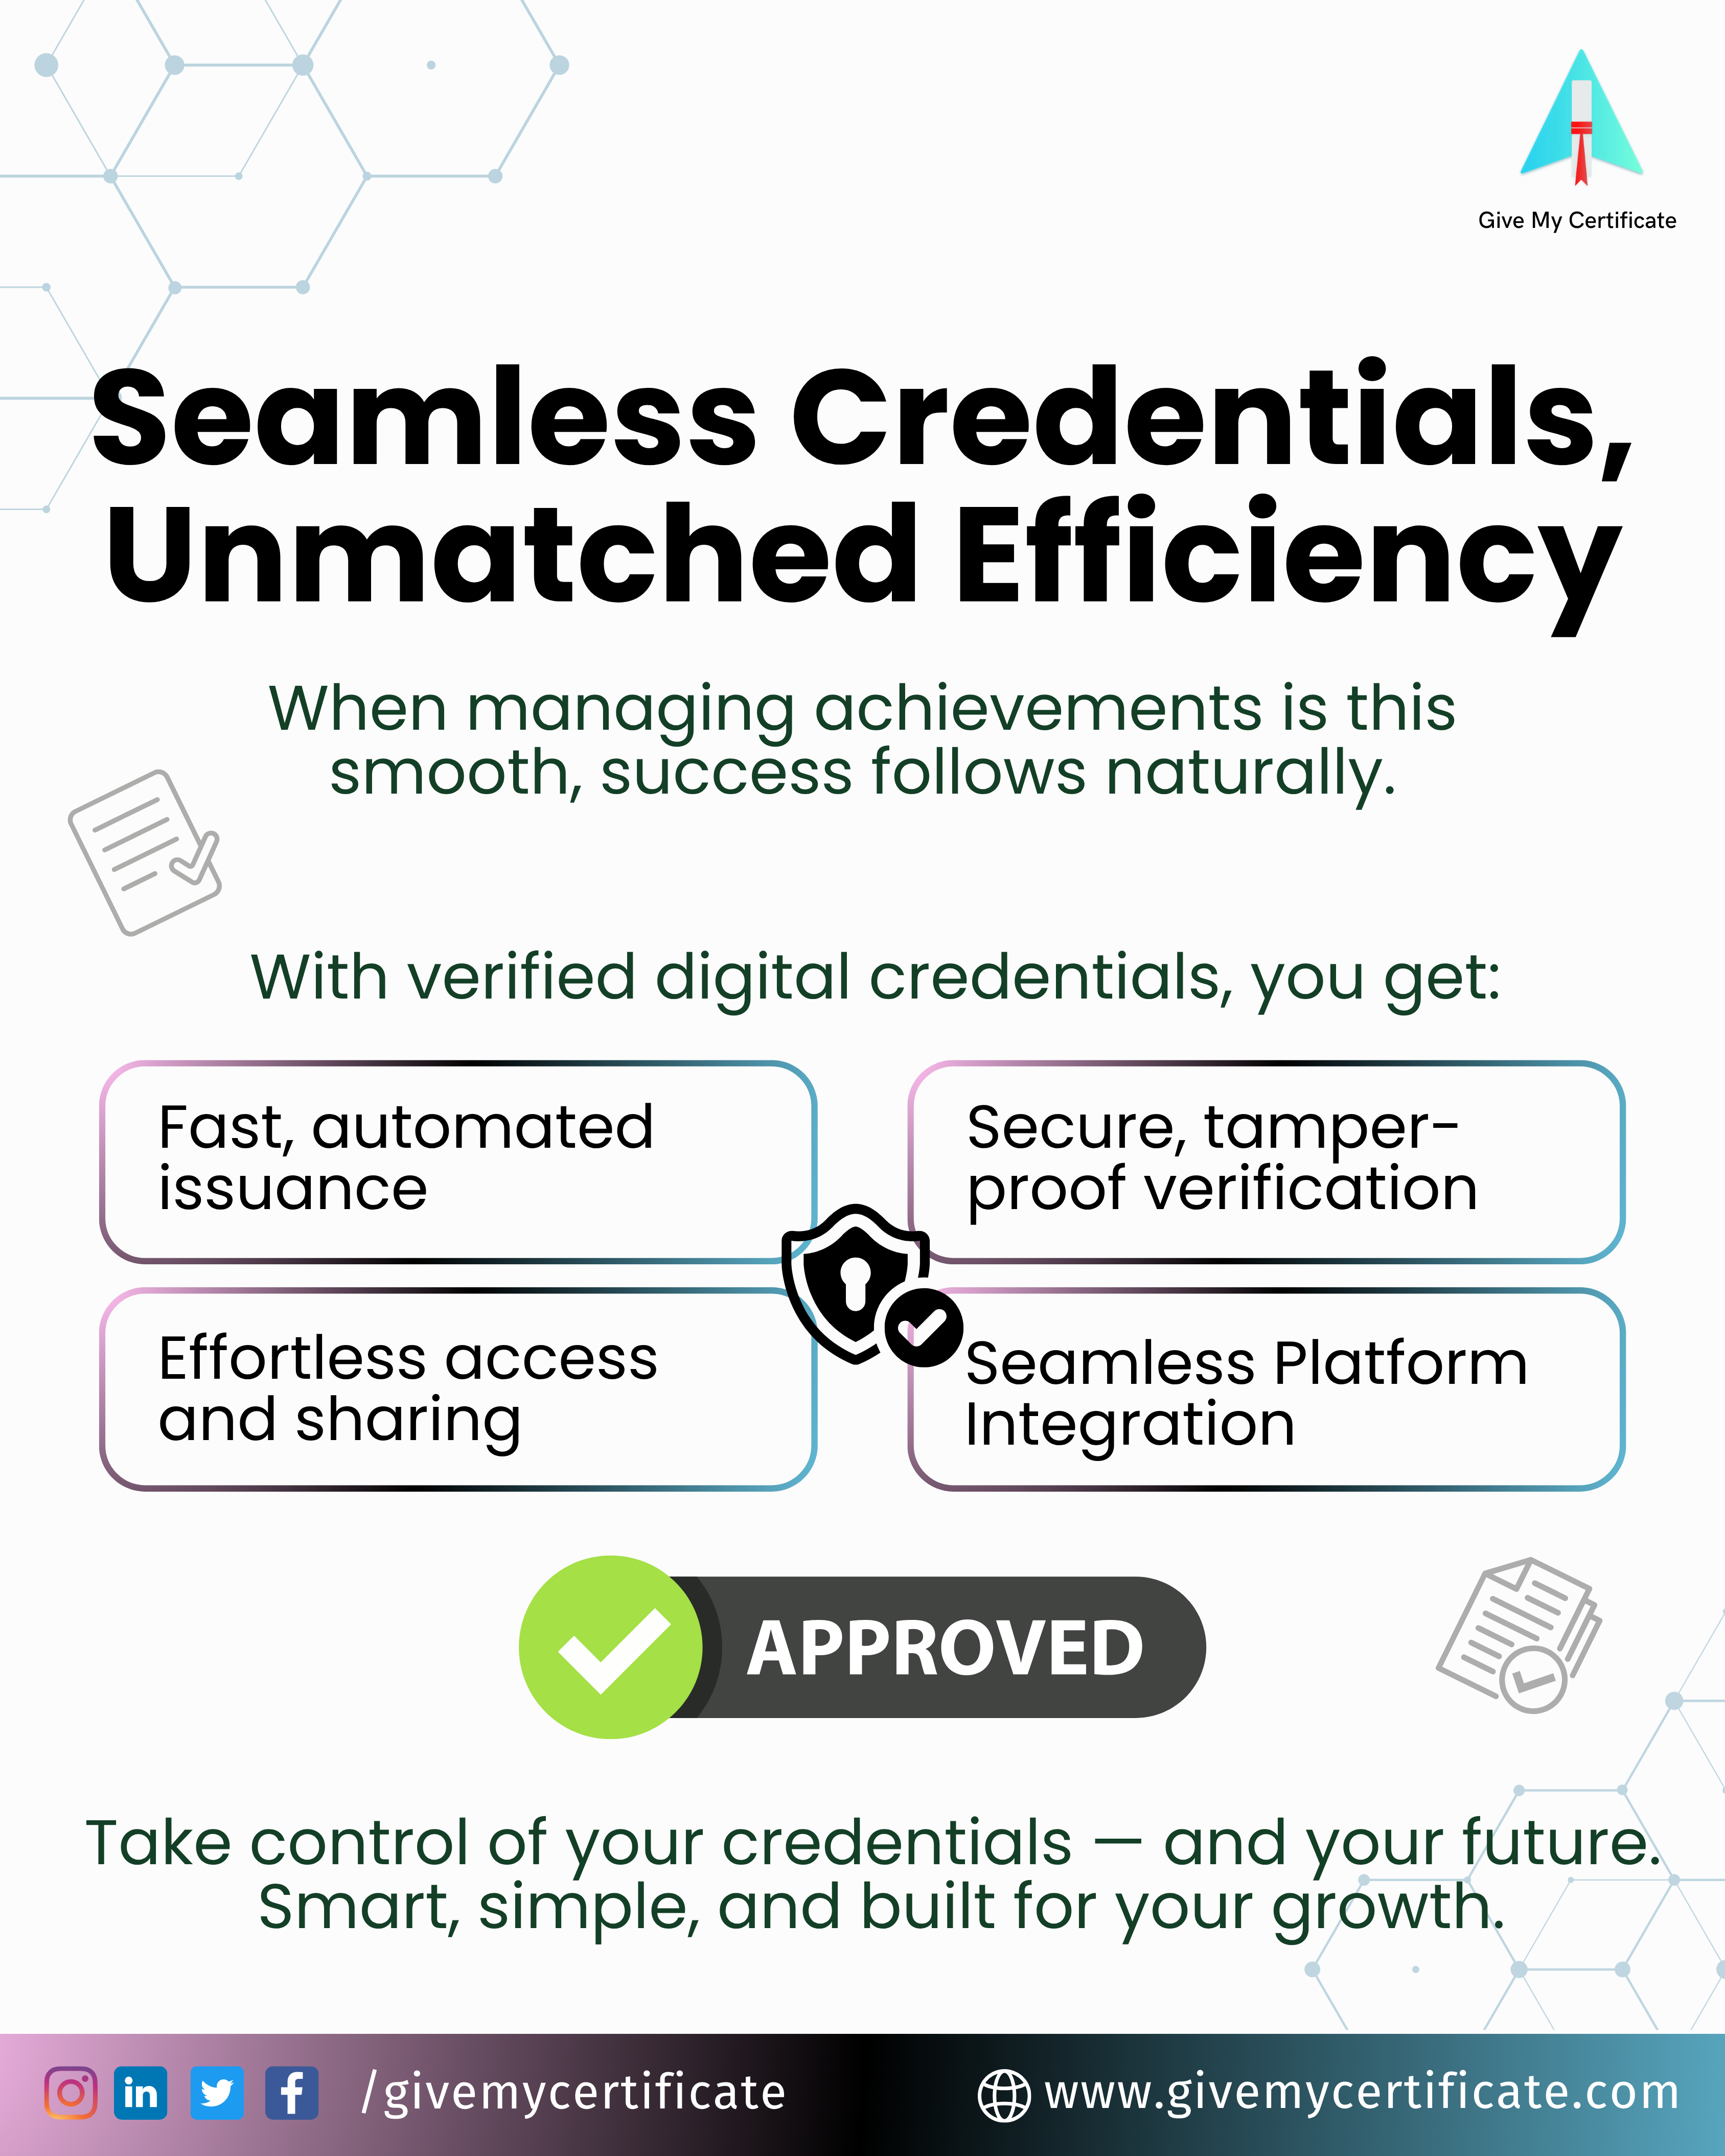 Give My Certificate
Seamless Credentials,
Unmatched Efficiency
When managing achievements is this
smooth, success follows naturally.
With verified digital credentials, you get:
Fast, automated
issuance
Secure, tamper-
proof verification
Effortless access
and sharing
Seamless Platform
Integration
APPROVED
Take control of your credentials — and your future.
Smart, simple, and built for your growth.
/givemycertificate
www.givemycertificate.com